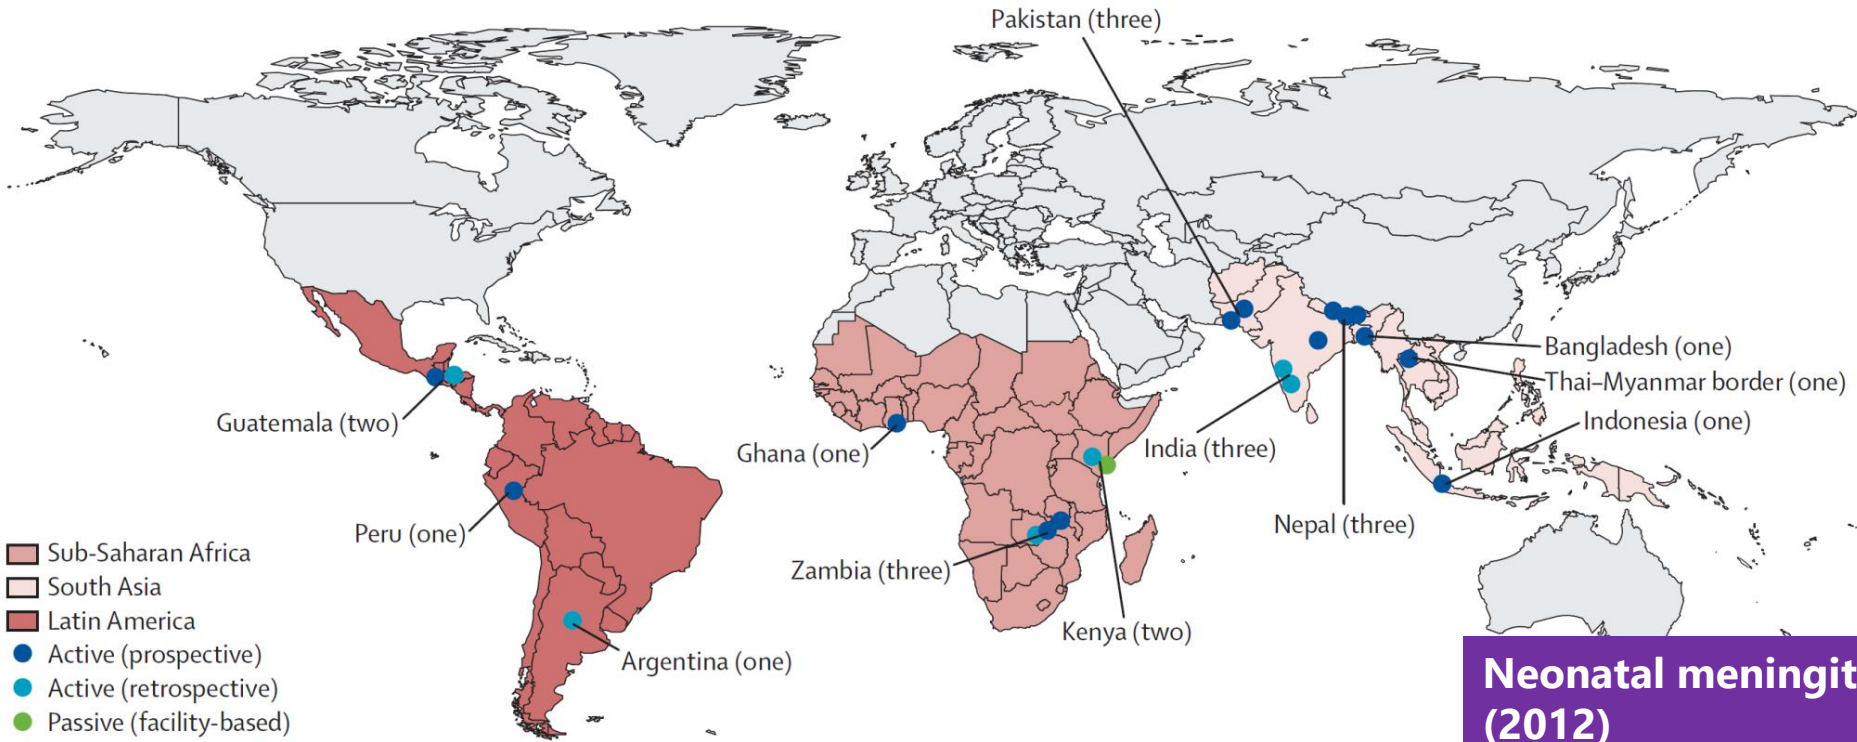 Pakistan (three)
Bangladesh (one)
Thai–Myanmar border (one)
Guatemala (two)
Indonesia (one)
Ghana (one)
India (three)
Peru (one)
Nepal (three)
Zambia (three)
Kenya (two)
Argentina (one)
Sub-Saharan Africa
South Asia
Latin America
Active (prospective)
Active (retrospective)
Passive (facility-based)
Neonatal meningit
(2012)